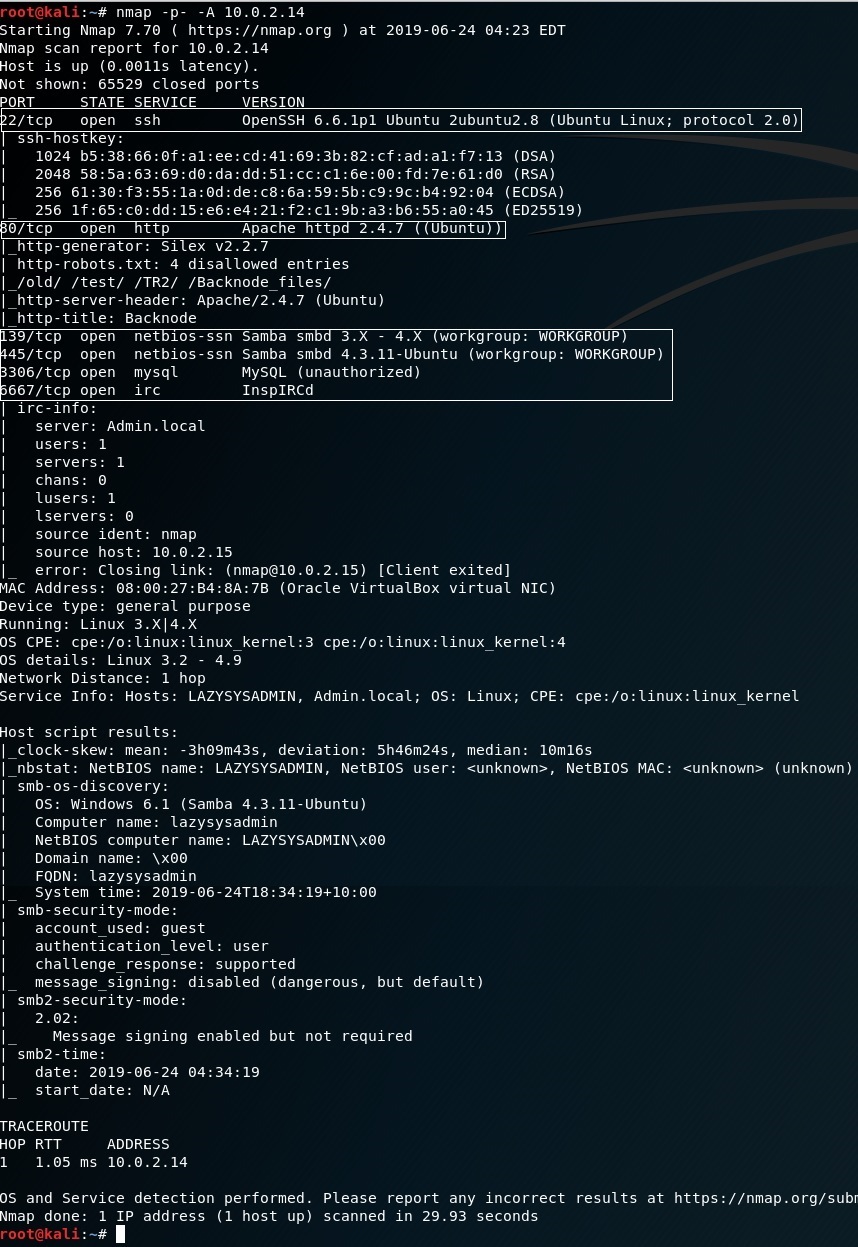 root@kali:~# nmap -p- -A 10.0.2.14
Starting Nmap 7.70 ( https://nmap.org ) at 2019-06-24 04:23 EDT
Nmap scan report for 10.0.2.14
Host is up (0.0011s latency).
Not shown: 65529 closed ports
PORT     STATE SERVICE     VERSION
22/tcp   open  ssh         OpenSSH 6.6.1p1 Ubuntu 2ubuntu2.8 (Ubuntu Linux; protocol 2.0)
| ssh-hostkey:
|   1024 b5:38:66:0f:a1:ee:cd:41:69:3b:82:cf:ad:a1:f7:13 (DSA)
|   2048 58:5a:63:69:d0:da:dd:51:cc:c1:6e:00:fd:7e:61:d0 (RSA)
|   256 61:30:f3:55:1a:0d:de:c8:6a:59:5b:c9:9c:b4:92:04 (ECDSA)
|_  256 1f:65:c0:dd:15:e6:e4:21:f2:c1:9b:a3:b6:55:a0:45 (ED25519)
80/tcp   open  http        Apache httpd 2.4.7 ((Ubuntu))
|_http-generator: Silex v2.2.7
| http-robots.txt: 4 disallowed entries
|_/old/ /test/ /TR2/ /Backnode_files/
|_http-server-header: Apache/2.4.7 (Ubuntu)
|_http-title: Backnode
139/tcp  open  netbios-ssn Samba smbd 3.X - 4.X (workgroup: WORKGROUP)
445/tcp  open  netbios-ssn Samba smbd 4.3.11-Ubuntu (workgroup: WORKGROUP)
3306/tcp open  mysql       MySQL (unauthorized)
6667/tcp open  irc         InspIRCd
| irc-info:
|   server: Admin.local
|   users: 1
|   servers: 1
|   chans: 0
|   lusers: 1
|   lservers: 0
|   source ident: nmap
|   source host: 10.0.2.15
|_  error: Closing link: (nmap@10.0.2.15) [Client exited]
MAC Address: 08:00:27:B4:8A:7B (Oracle VirtualBox virtual NIC)
Device type: general purpose
Running: Linux 3.X|4.X
OS CPE: cpe:/o:linux:linux_kernel:3 cpe:/o:linux:linux_kernel:4
OS details: Linux 3.2 - 4.9
Network Distance: 1 hop
Service Info: Hosts: LAZYSYSADMIN, Admin.local; OS: Linux; CPE: cpe:/o:linux:linux_kernel

Host script results:
|_clock-skew: mean: -3h09m43s, deviation: 5h46m24s, median: 10m16s
|_nbstat: NetBIOS name: LAZYSYSADMIN, NetBIOS user: <unknown>, NetBIOS MAC: <unknown> (unknown)
| smb-os-discovery:
|   OS: Windows 6.1 (Samba 4.3.11-Ubuntu)
|   Computer name: lazysysadmin
|   NetBIOS computer name: LAZYSYSADMIN\x00
|   Domain name: \x00
|   FQDN: lazysysadmin
|_  System time: 2019-06-24T18:34:19+10:00
| smb-security-mode:
|   account_used: guest
|   authentication_level: user
|   challenge_response: supported
|_  message_signing: disabled (dangerous, but default)
| smb2-security-mode:
|   2.02:
|_    Message signing enabled but not required
| smb2-time:
|   date: 2019-06-24 04:34:19
|_  start_date: N/A

TRACEROUTE
HOP RTT     ADDRESS
1   1.05 ms 10.0.2.14

OS and Service detection performed. Please report any incorrect results at https://nmap.org/subm
Nmap done: 1 IP address (1 host up) scanned in 29.93 seconds
root@kali:~#